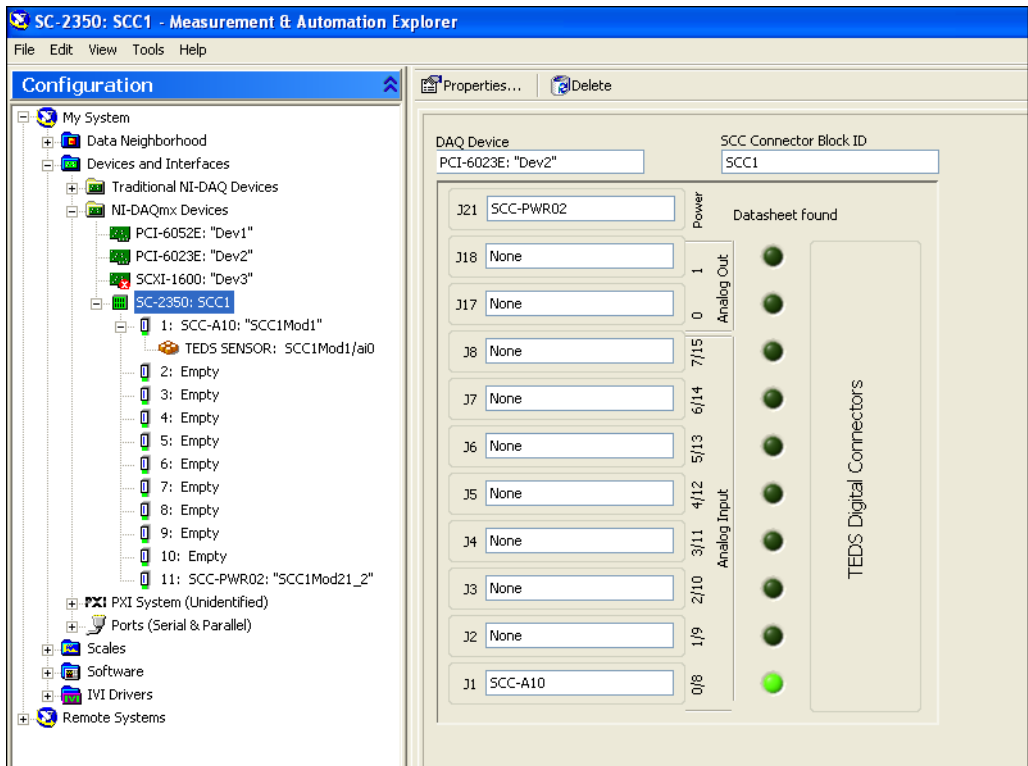 SC-2350: SCC1 - Measurement & Automation Explorer
File Edit View Tools Help
Configuration
My System
Data Neighborhood
Devices and Interfaces
Traditional NI-DAQ Devices
NI-DAQmx Devices
PCI-6052E: "Dev1"
PCI-6023E: "Dev2"
SCXI-1600: "Dev3"
SC-2350: SCC1
1: SCC-A10: "SCC1Mod1"
TEDS SENSOR: SCC1Mod1/ai0
2: Empty
3: Empty
4: Empty
5: Empty
6: Empty
7: Empty
8: Empty
9: Empty
10: Empty
11: SCC-PWR02: "SCC1Mod21_2"
PXI PXI System (Unidentified)
Ports (Serial & Parallel)
Scales
Software
IVI Drivers
Remote Systems
Properties... Delete
DAQ Device
PCI-6023E: "Dev2"
SCC Connector Block ID
SCC1
J21 SCC-PWR02
Power
Datasheet found
J18 None 1
J17 None 0
Analog Out
J8 None 7/15
J7 None 6/14
J6 None 5/13
J5 None 4/12
J4 None 3/11
J3 None 2/10
J2 None 1/9
J1 SCC-A10 0/8
Analog Input
TEDS Digital Connectors